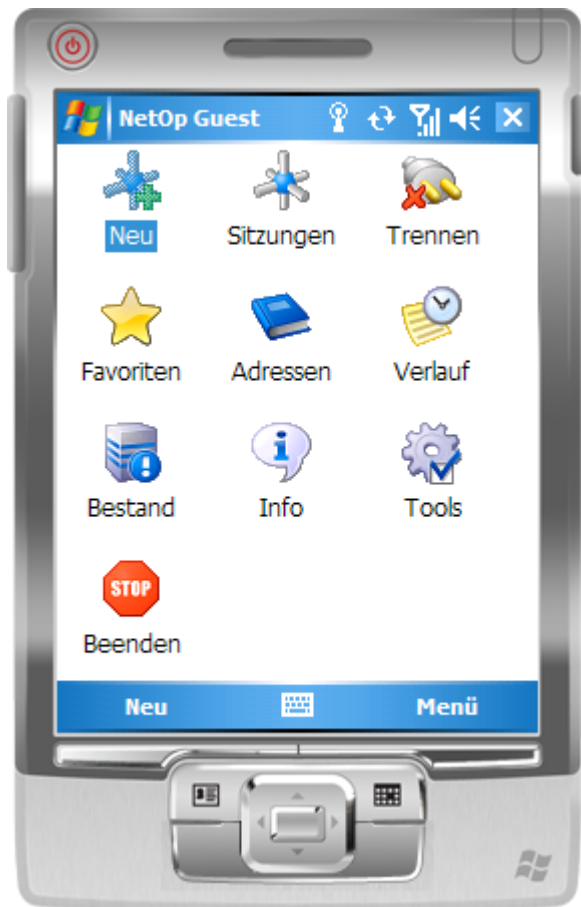 NetOp Guest
Neu Sitzungen Trennen
Favoriten Adressen Verlauf
Bestand Info Tools
STOP
Beenden
Neu Menü